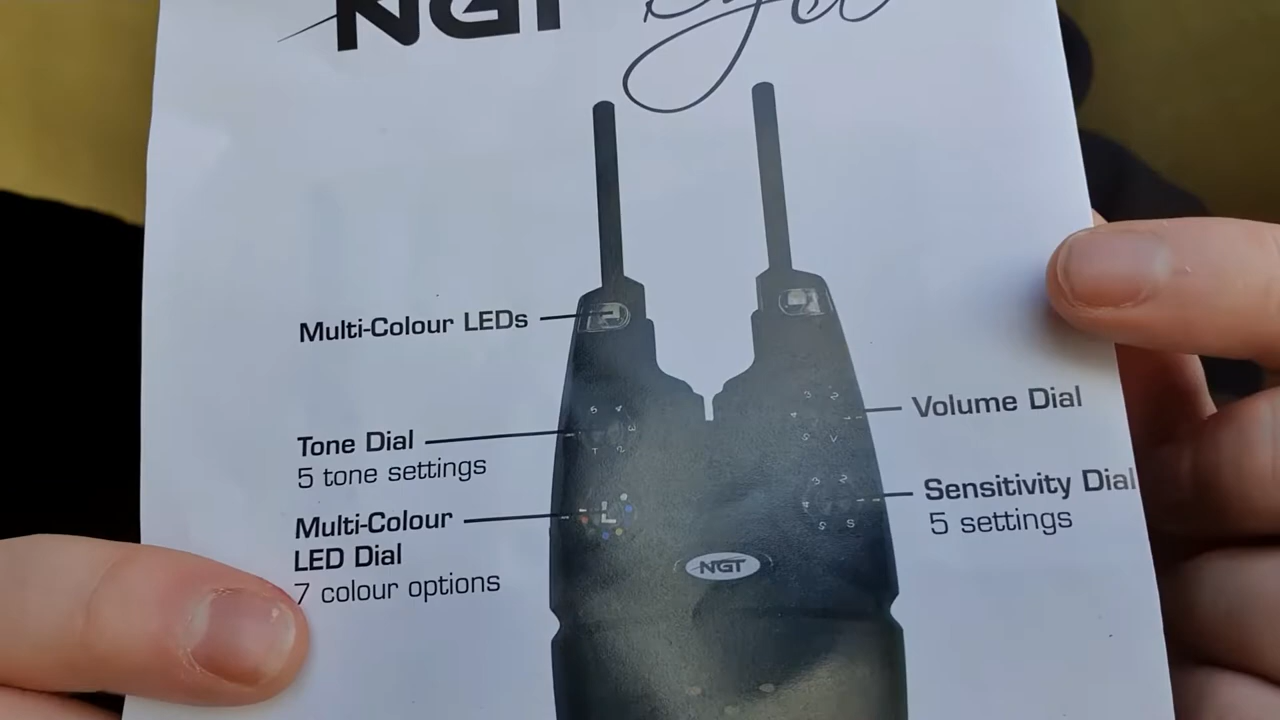 NGT
Multi-Colour LEDs
Tone Dial
5 tone settings
Multi-Colour
LED Dial
7 colour options
Volume Dial
Sensitivity Dial
5 settings
NGT